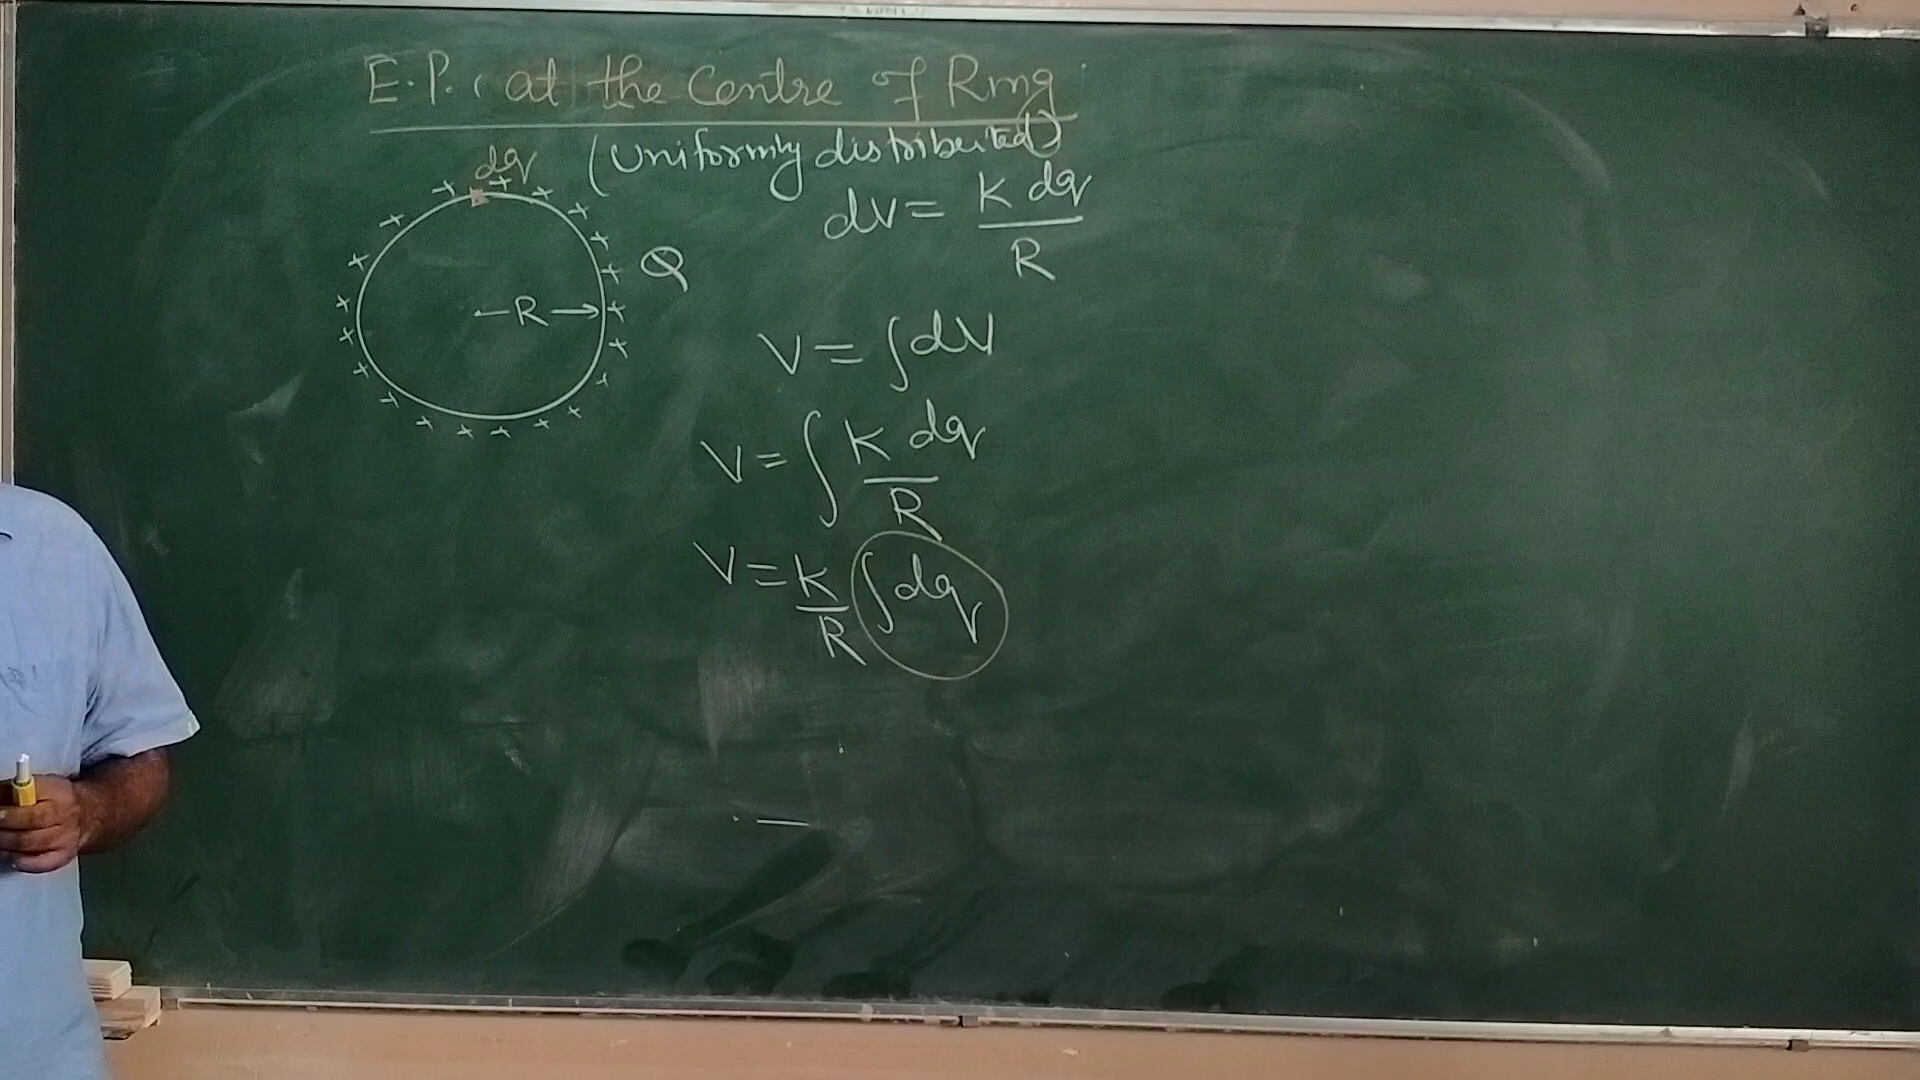 E.P. at the Centre of Ring
(Uniformly distributed)
dq
dV = K dq / R
Q
R
V = ∫ dV
V = ∫ K dq / R
V = K / R ∫ dq